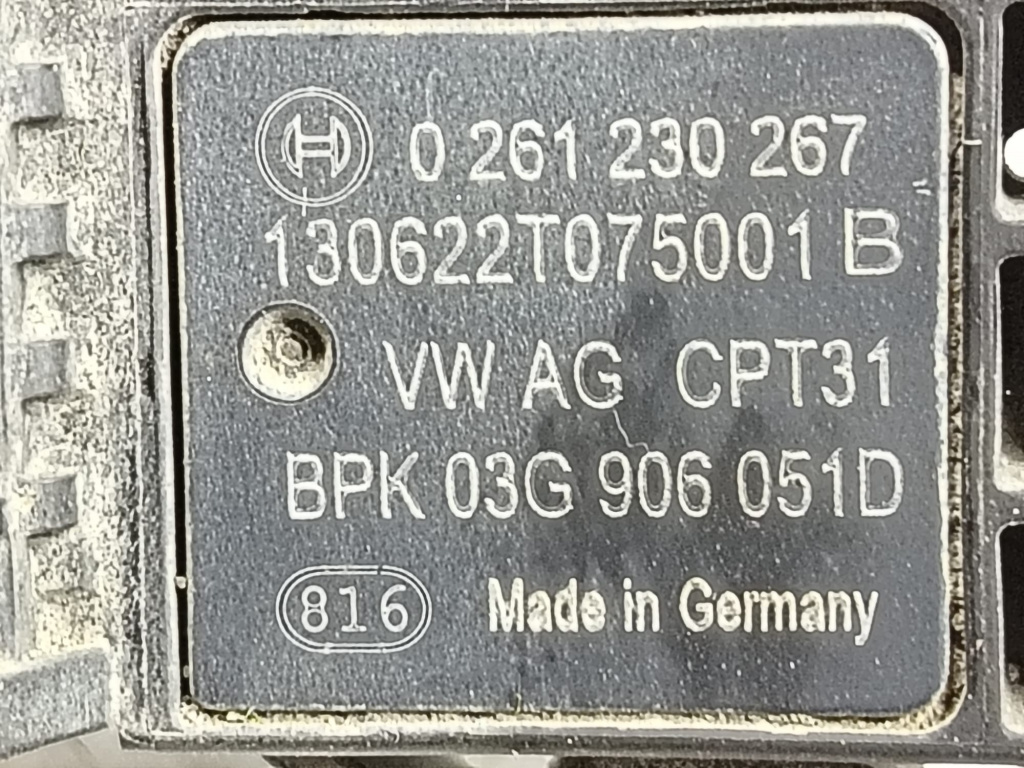 0 261 230 267
130622T075001 B
VW AG CPT31
BPK 03G 906 051D
816 Made in Germany